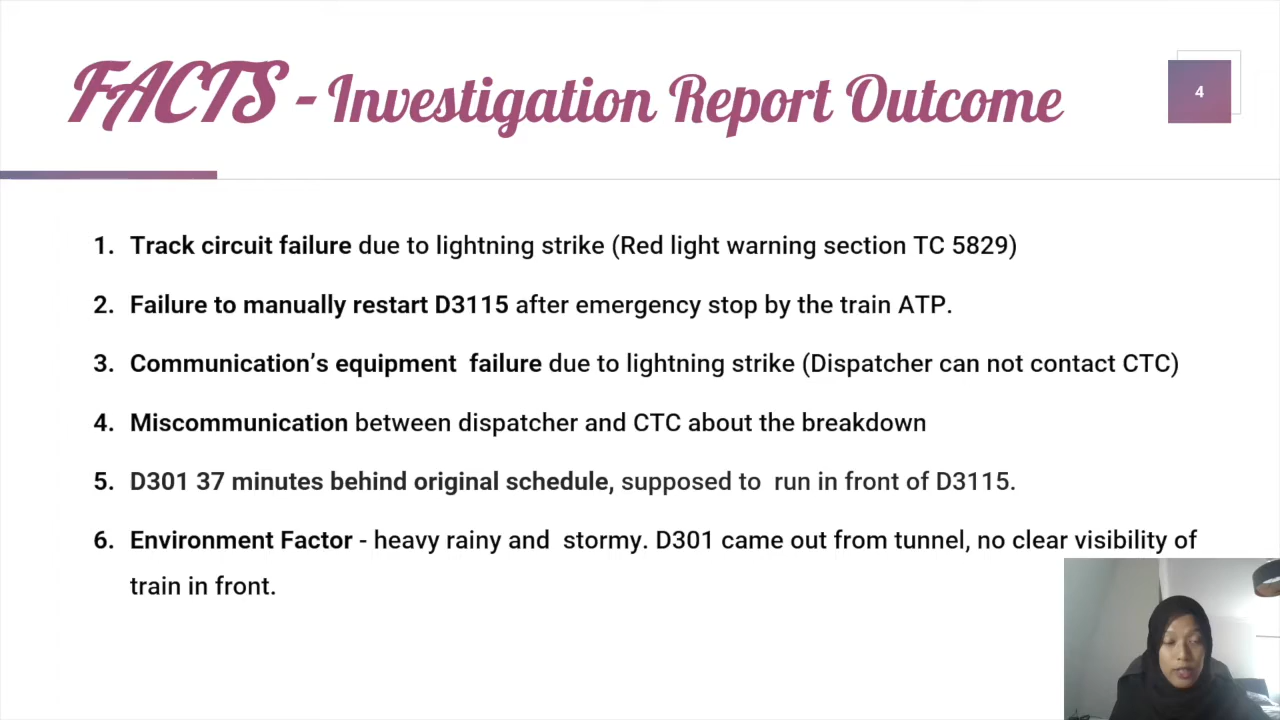 FACTS - Investigation Report Outcome
4
1. Track circuit failure due to lightning strike (Red light warning section TC 5829)
2. Failure to manually restart D3115 after emergency stop by the train ATP.
3. Communication’s equipment  failure due to lightning strike (Dispatcher can not contact CTC)
4. Miscommunication between dispatcher and CTC about the breakdown
5. D301 37 minutes behind original schedule, supposed to  run in front of D3115.
6. Environment Factor - heavy rainy and  stormy. D301 came out from tunnel, no clear visibility of
train in front.